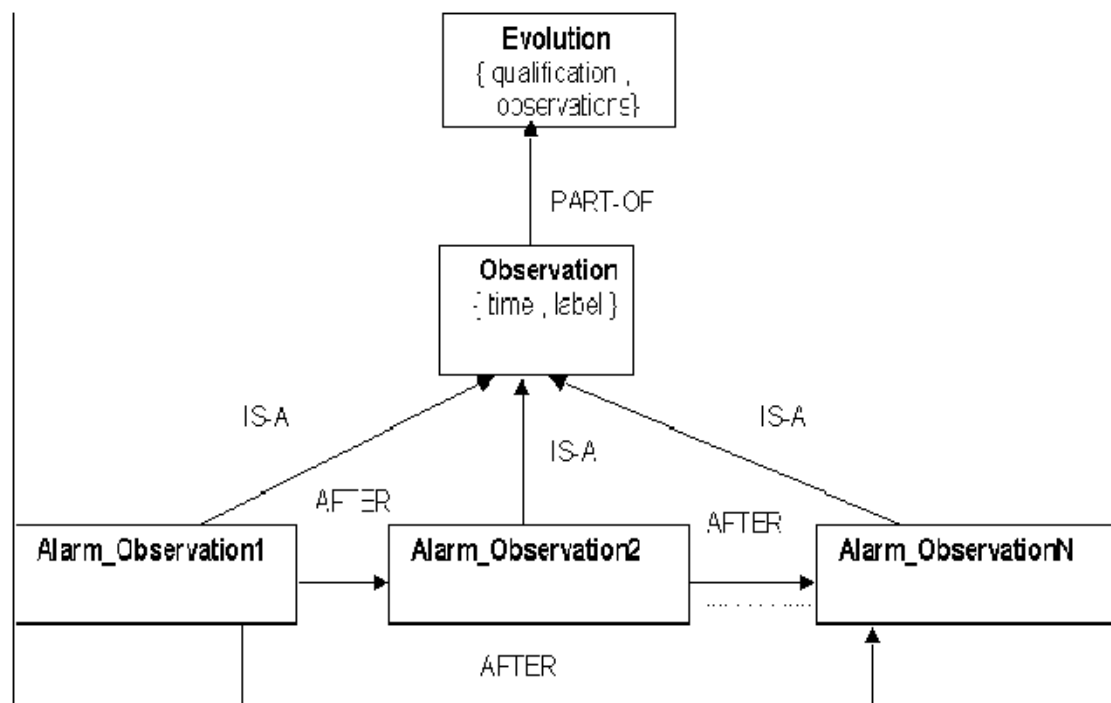 Evolution
{ qualification ,
observations}
PART-OF
Observation
{ time , label }
IS-A
IS-A
IS-A
AFTER
AFTER
Alarm_Observation1
Alarm_Observation2
Alarm_ObservationN
..............
AFTER